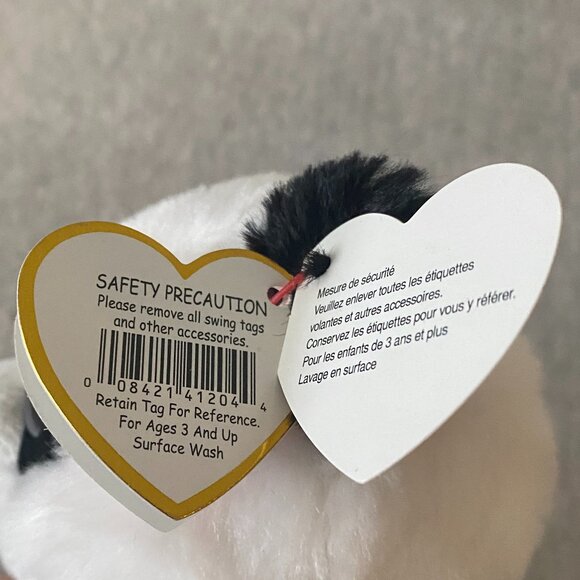 SAFETY PRECAUTION
Please remove all swing tags
and other accessories.
0 08421 41204 4
Retain Tag For Reference.
For Ages 3 And Up
Surface Wash
Mesure de sécurité
Veuillez enlever toutes les étiquettes
volantes et autres accessoires.
Conservez les étiquettes pour vous y référer.
Pour les enfants de 3 ans et plus
Lavage en surface